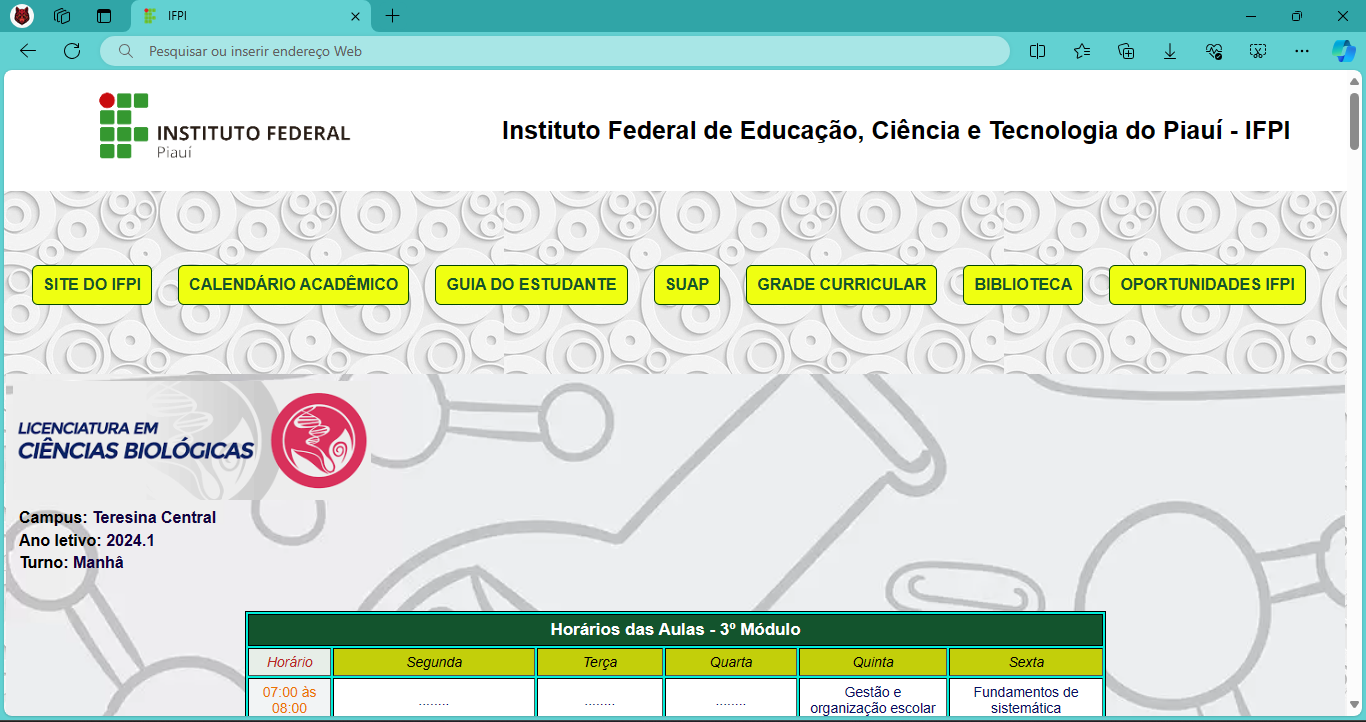 IFPI
Pesquisar ou inserir endereço Web
INSTITUTO FEDERAL
Piauí
Instituto Federal de Educação, Ciência e Tecnologia do Piauí - IFPI
SITE DO IFPI
CALENDÁRIO ACADÊMICO
GUIA DO ESTUDANTE
SUAP
GRADE CURRICULAR
BIBLIOTECA
OPORTUNIDADES IFPI
LICENCIATURA EM
CIÊNCIAS BIOLÓGICAS
Campus: Teresina Central
Ano letivo: 2024.1
Turno: Manhâ
Horários das Aulas - 3º Módulo
Horário Segunda Terça Quarta Quinta Sexta
07:00 às
08:00
........
........
........
Gestão e
organização escolar
Fundamentos de
sistemática